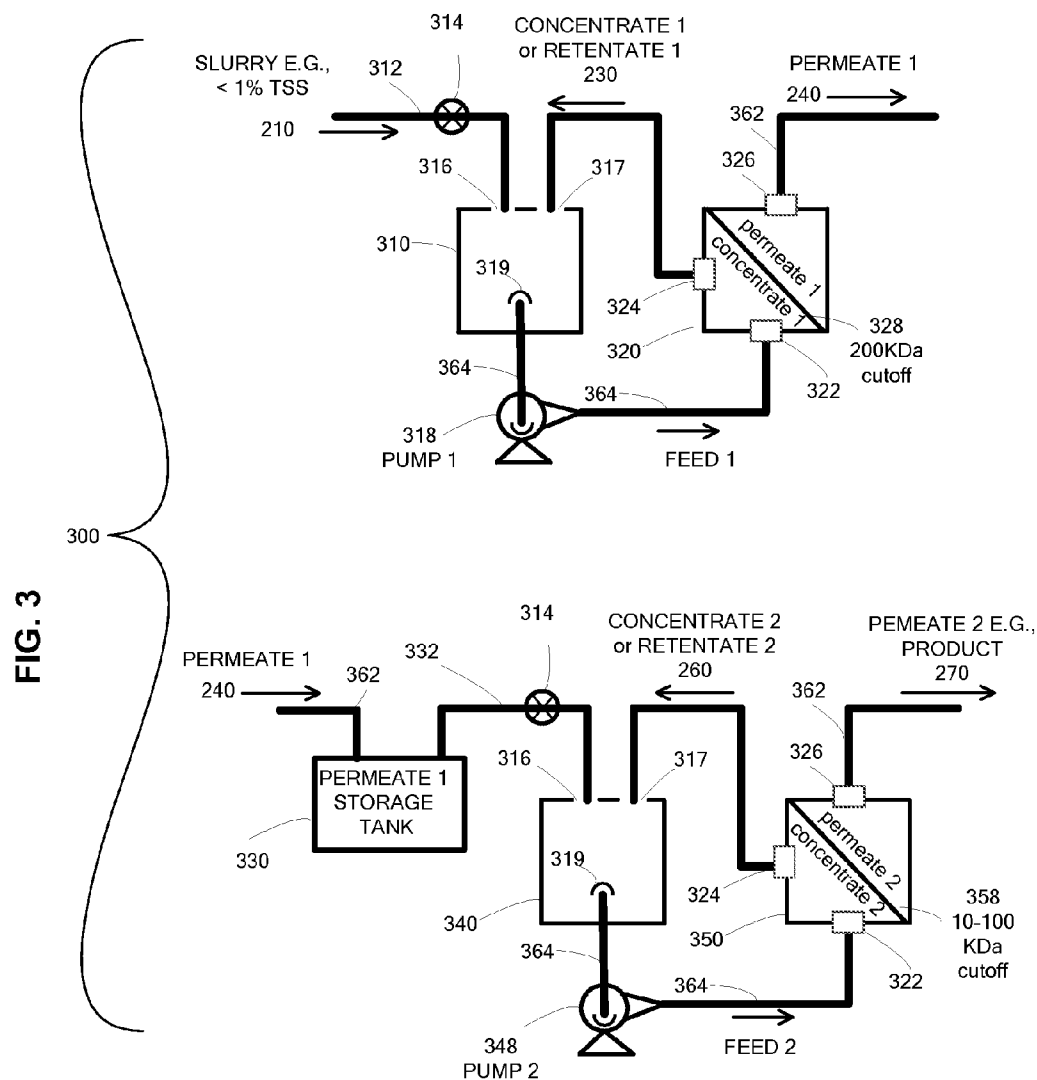 314
CONCENTRATE 1
or RETENTATE 1
230
SLURRY E.G.,
< 1% TSS
312
210
PERMEATE 1
240
362
316
317
326
310
319
324
permeate 1
concentrate 1
320
328
200KDa
cutoff
322
364
364
318
PUMP 1
FEED 1
300
FIG. 3
314
CONCENTRATE 2
or RETENTATE 2
260
PEMEATE 2 E.G.,
PRODUCT
270
PERMEATE 1
240
362
332
362
316
317
326
PERMEATE 1
STORAGE
TANK
330
319
324
permeate 2
concentrate 2
340
350
358
10-100
KDa
cutoff
322
364
364
348
PUMP 2
FEED 2